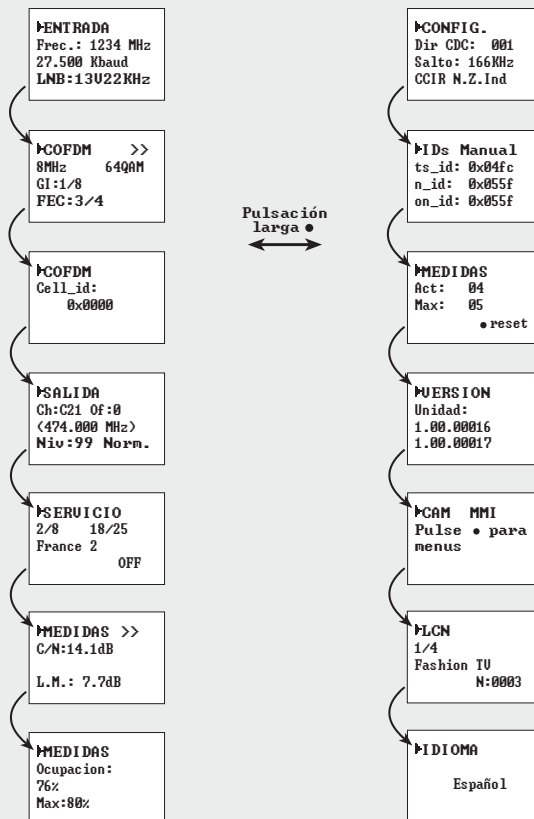 ENTRADA
Frec.: 1234 MHz
27.500 Kbaud
LNB:13V22KHz
COFDM >>
8MHz 64QAM
GI:1/8
FEC:3/4
COFDM
Cell_id:
0x0000
SALIDA
Ch:C21 Of:0
(474.000 MHz)
Niv:99 Norm.
SERVICIO
2/8 18/25
France 2
OFF
MEDIDAS >>
C/N:14.1dB
L.M.: 7.7dB
MEDIDAS
Ocupacion:
76%
Max:80%
Pulsación
larga ●
CONFIG.
Dir CDC: 001
Salto: 166KHz
CCIR N.Z.Ind
IDs Manual
ts_id: 0x04fc
n_id: 0x055f
on_id: 0x055f
MEDIDAS
Act: 04
Max: 05
● reset
VERSION
Unidad:
1.00.00016
1.00.00017
CAM MMI
Pulse ● para
menus
LCN
1/4
Fashion TV
N:0003
IDIOMA
Español